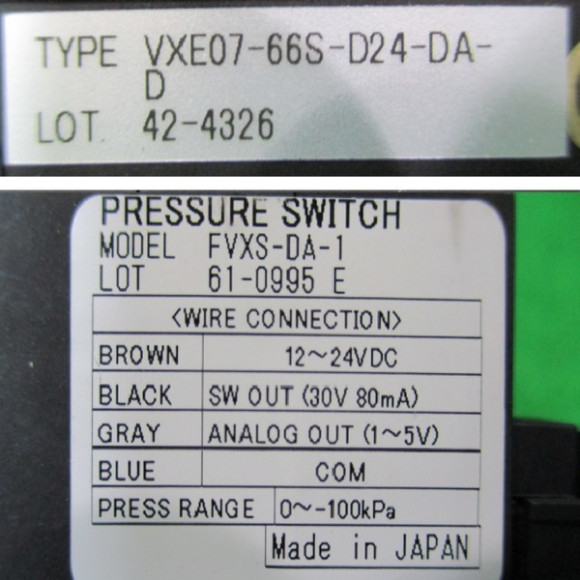 TYPE VXE07-66S-D24-DA-
D
LOT. 42-4326
PRESSURE SWITCH
MODEL FVXS-DA-1
LOT 61-0995 E
<WIRE CONNECTION>
BROWN 12~24VDC
BLACK SW OUT (30V 80mA)
GRAY ANALOG OUT (1~5V)
BLUE COM
PRESS RANGE 0~-100kPa
Made in JAPAN